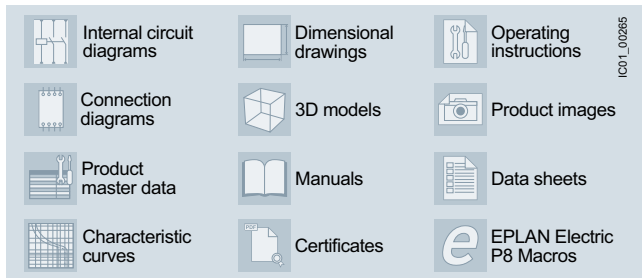 Internal circuit
diagrams
Dimensional
drawings
Operating
instructions
IC01_00265
Connection
diagrams
3D models
Product images
Product
master data
Manuals
Data sheets
Characteristic
curves
PDF
Certificates
e
EPLAN Electric
P8 Macros